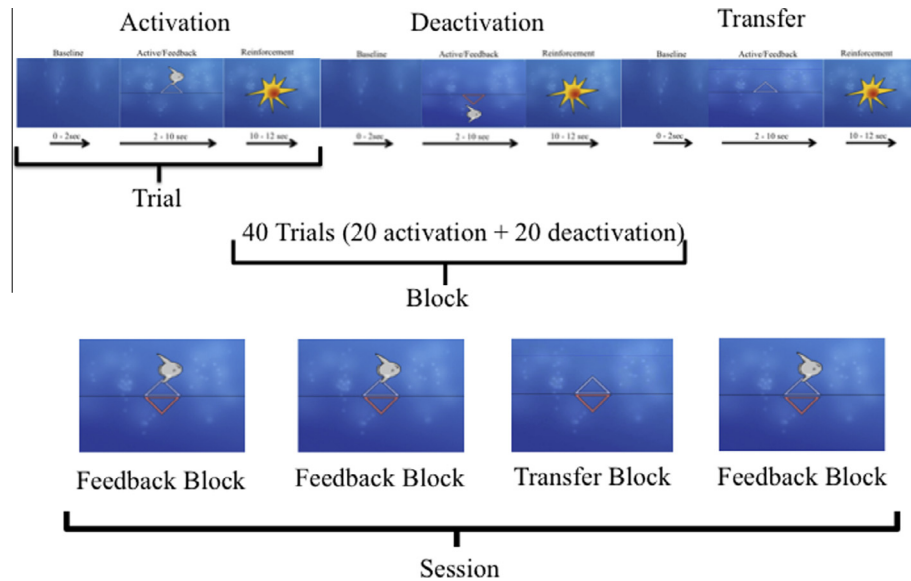 Activation Deactivation Transfer
Baseline Active/Feedback Reinforcement Baseline Active/Feedback Reinforcement Baseline Active/Feedback Reinforcement
0 - 2sec 2 - 10 sec 10 - 12 sec 0 - 2sec 2 - 10 sec 10 - 12 sec 0 - 2sec 2 - 10 sec 10 - 12 sec
Trial
40 Trials (20 activation + 20 deactivation)
Block
Feedback Block Feedback Block Transfer Block Feedback Block
Session